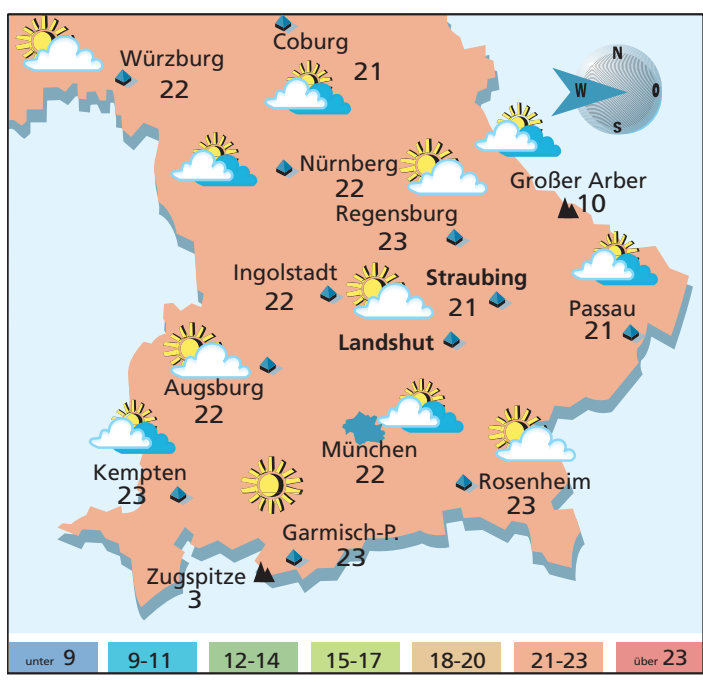 Coburg
21
Würzburg
22
N
W
O
S
Nürnberg
22
Großer Arber
10
Regensburg
23
Ingolstadt
22
Straubing
21
Passau
21
Landshut
Augsburg
22
München
22
Kempten
23
Rosenheim
23
Garmisch-P.
23
Zugspitze
3
unter 9
9-11
12-14
15-17
18-20
21-23
über 23